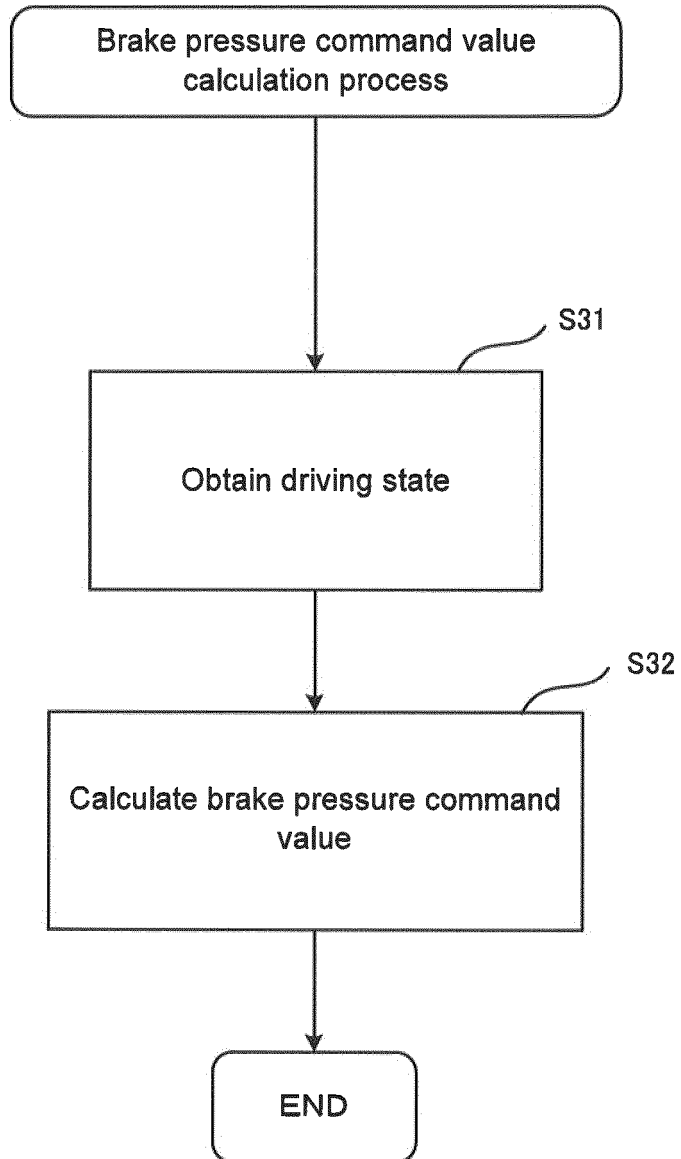 Brake pressure command value
calculation process
S31
Obtain driving state
S32
Calculate brake pressure command
value
END